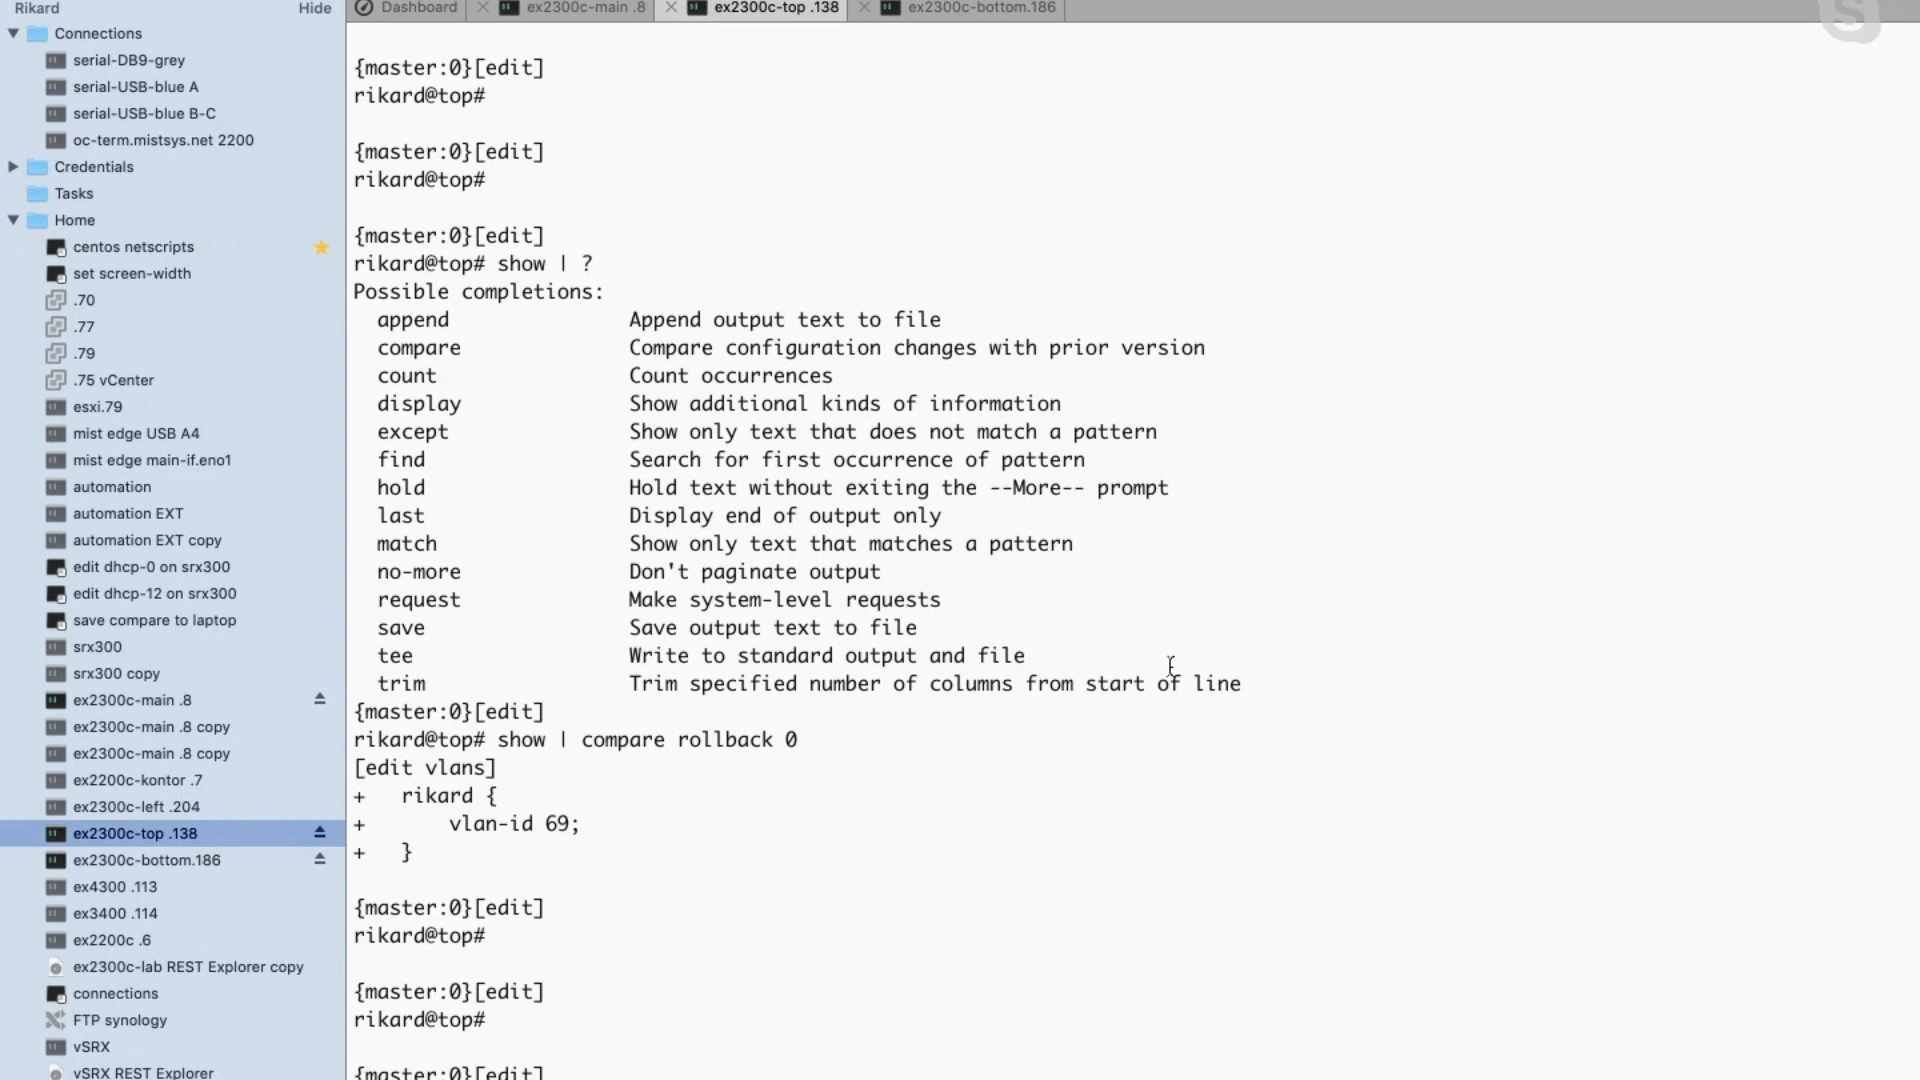 Rikard Hide
Connections
serial-DB9-grey
serial-USB-blue A
serial-USB-blue B-C
oc-term.mistsys.net 2200
Credentials
Tasks
Home
centos netscripts
set screen-width
.70
.77
.79
.75 vCenter
esxi.79
mist edge USB A4
mist edge main-if.eno1
automation
automation EXT
automation EXT copy
edit dhcp-0 on srx300
edit dhcp-12 on srx300
save compare to laptop
srx300
srx300 copy
ex2300c-main .8
ex2300c-main .8 copy
ex2300c-main .8 copy
ex2200c-kontor .7
ex2300c-left .204
ex2300c-top .138
ex2300c-bottom.186
ex4300 .113
ex3400 .114
ex2200c .6
ex2300c-lab REST Explorer copy
connections
FTP synology
vSRX
vSRX REST Explorer
Dashboard ex2300c-main .8 ex2300c-top .138 ex2300c-bottom.186
{master:0}[edit]
rikard@top#
{master:0}[edit]
rikard@top#
{master:0}[edit]
rikard@top# show | ?
Possible completions:
append Append output text to file
compare Compare configuration changes with prior version
count Count occurrences
display Show additional kinds of information
except Show only text that does not match a pattern
find Search for first occurrence of pattern
hold Hold text without exiting the --More-- prompt
last Display end of output only
match Show only text that matches a pattern
no-more Don't paginate output
request Make system-level requests
save Save output text to file
tee Write to standard output and file
trim Trim specified number of columns from start of line
{master:0}[edit]
rikard@top# show | compare rollback 0
[edit vlans]
+ rikard {
+ vlan-id 69;
+ }
{master:0}[edit]
rikard@top#
{master:0}[edit]
rikard@top#
{master:0}[edit]